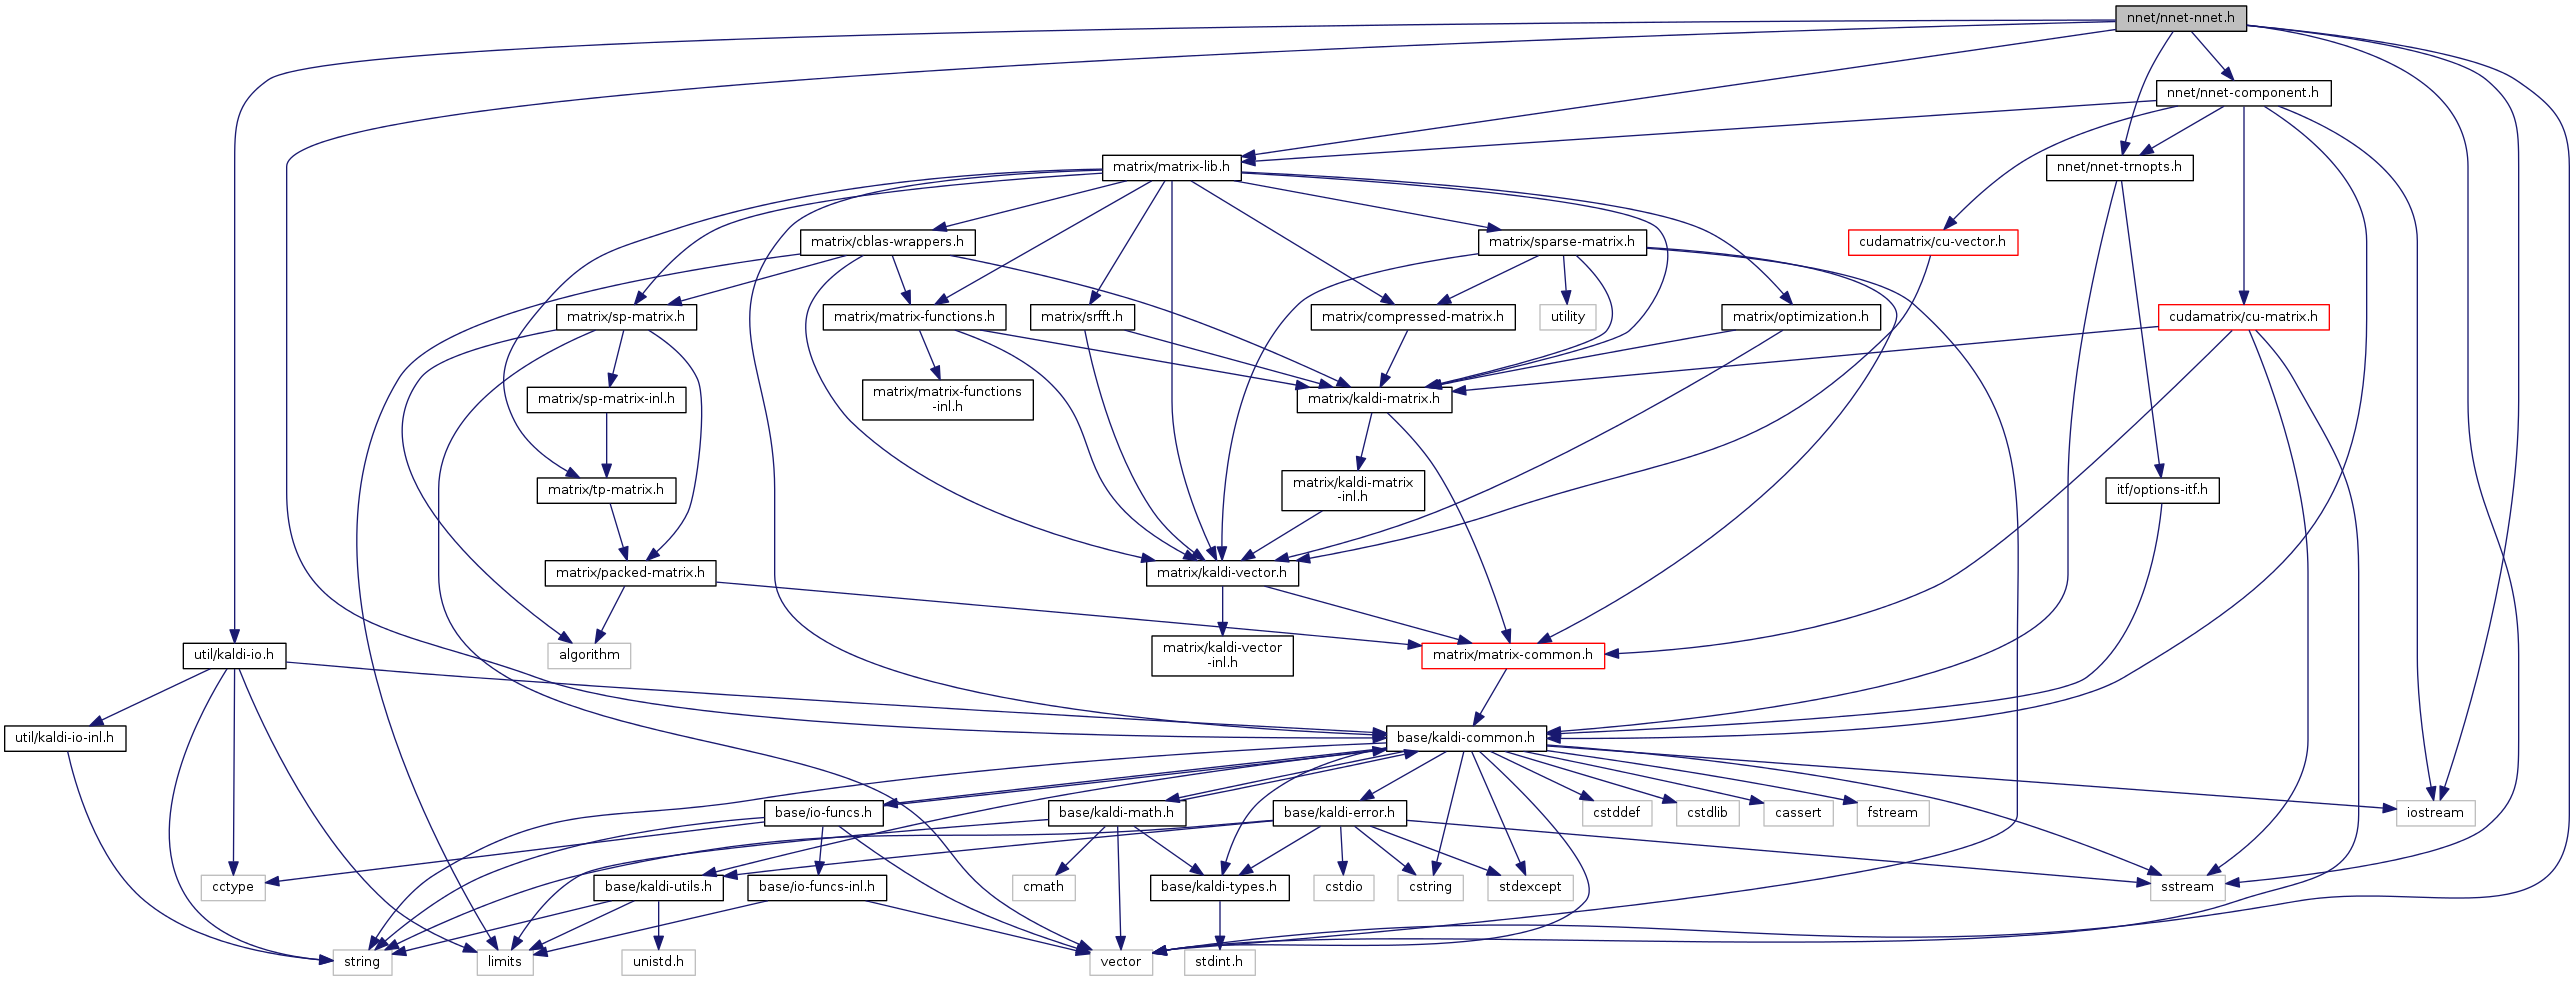 nnet/nnet-nnet.h
nnet/nnet-component.h
matrix/matrix-lib.h
nnet/nnet-trnopts.h
matrix/cblas-wrappers.h
matrix/sparse-matrix.h
cudamatrix/cu-vector.h
matrix/sp-matrix.h
matrix/matrix-functions.h
matrix/srfft.h
matrix/compressed-matrix.h
utility
matrix/optimization.h
cudamatrix/cu-matrix.h
matrix/sp-matrix-inl.h
matrix/matrix-functions
-inl.h
matrix/kaldi-matrix.h
matrix/tp-matrix.h
matrix/kaldi-matrix
-inl.h
itf/options-itf.h
matrix/packed-matrix.h
matrix/kaldi-vector.h
util/kaldi-io.h
algorithm
matrix/kaldi-vector
-inl.h
matrix/matrix-common.h
util/kaldi-io-inl.h
base/kaldi-common.h
base/io-funcs.h
base/kaldi-math.h
base/kaldi-error.h
cstddef
cstdlib
cassert
fstream
iostream
cctype
base/kaldi-utils.h
base/io-funcs-inl.h
cmath
base/kaldi-types.h
cstdio
cstring
stdexcept
sstream
string
limits
unistd.h
vector
stdint.h